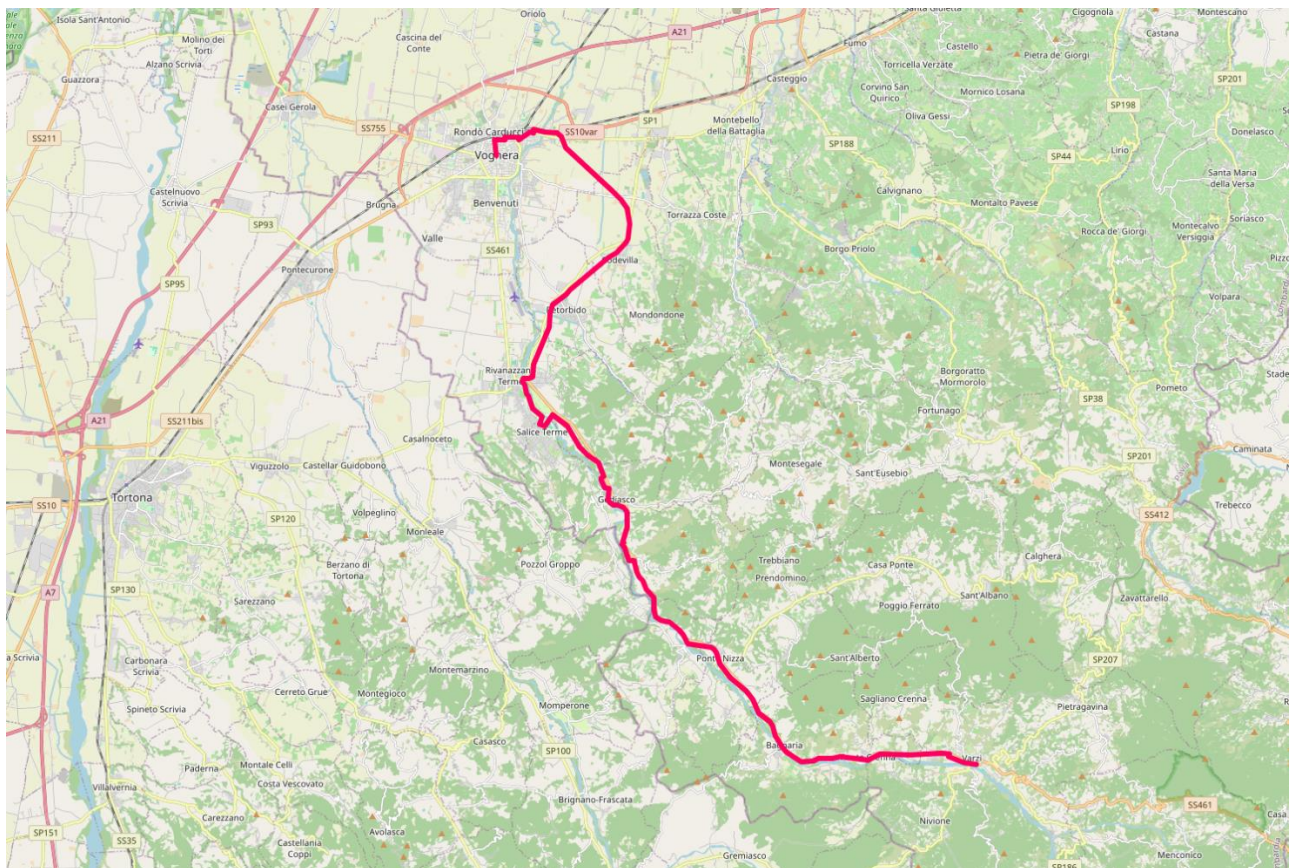 Isola Sant'Antonio
Oriolo
Santa Giuletta
Cigognola
Montescano
Molino dei
Torti
Cascina del
Conte
A21
Castana
Guazzora
Alzano Scrivia
Fumo
Castello
Pietra de' Giorgi
Torricella Verzate
SP201
Casteggio
Corvino San
Quirico
Mornico Losana
Casei Gerola
SP198
Oliva Gessi
Donelasco
SS211
SS755
Rondò Carducci
SS10var
SP1
Montebello
della Battaglia
SP188
Lirio
SP44
Voghera
Santa Maria
della Versa
Castelnuovo
Scrivia
Calvignano
Brugna
Benvenuti
Montalto Pavese
SP93
Torrazza Coste
Soriasco
Valle
SS461
Rocca de' Giorgi
Montecalvo
Versiggia
Borgo Priolo
Pontecurone
SP95
Volpara
Mondondone
Rivanazzano
Terme
Borgoratto
Mormorolo
Pometo
SP38
A21
SS211bis
Casalnoceto
Salice Terme
Fortunago
SP201
Caminata
Viguzzolo
Castellar Guidobono
Montesegale
Sant'Eusebio
Tortona
SS10
Trebecco
SP120
Volpeglino
SS412
Monleale
Calghera
Pozzol Groppo
Trebbiano
Casa Ponte
Berzano di
Tortona
Prendomino
A7
SP130
Sarezzano
Sant'Albano
Zavattarello
Poggio Ferrato
Carbonara
Scrivia
Montemarzino
Sant'Alberto
SP207
Cerreto Grue
Montegioco
Sagliano Crenna
Spineto Scrivia
Momperone
Pietragavina
Casasco
SP100
Varzi
Paderna
Montale Celli
Costa Vescovato
Villalvernia
Brignano-Frascata
SS461
SP151
SS35
Carezzano
Avolasca
Nivione
Castellania
Coppi
Gremiasco
SP186
Menconico